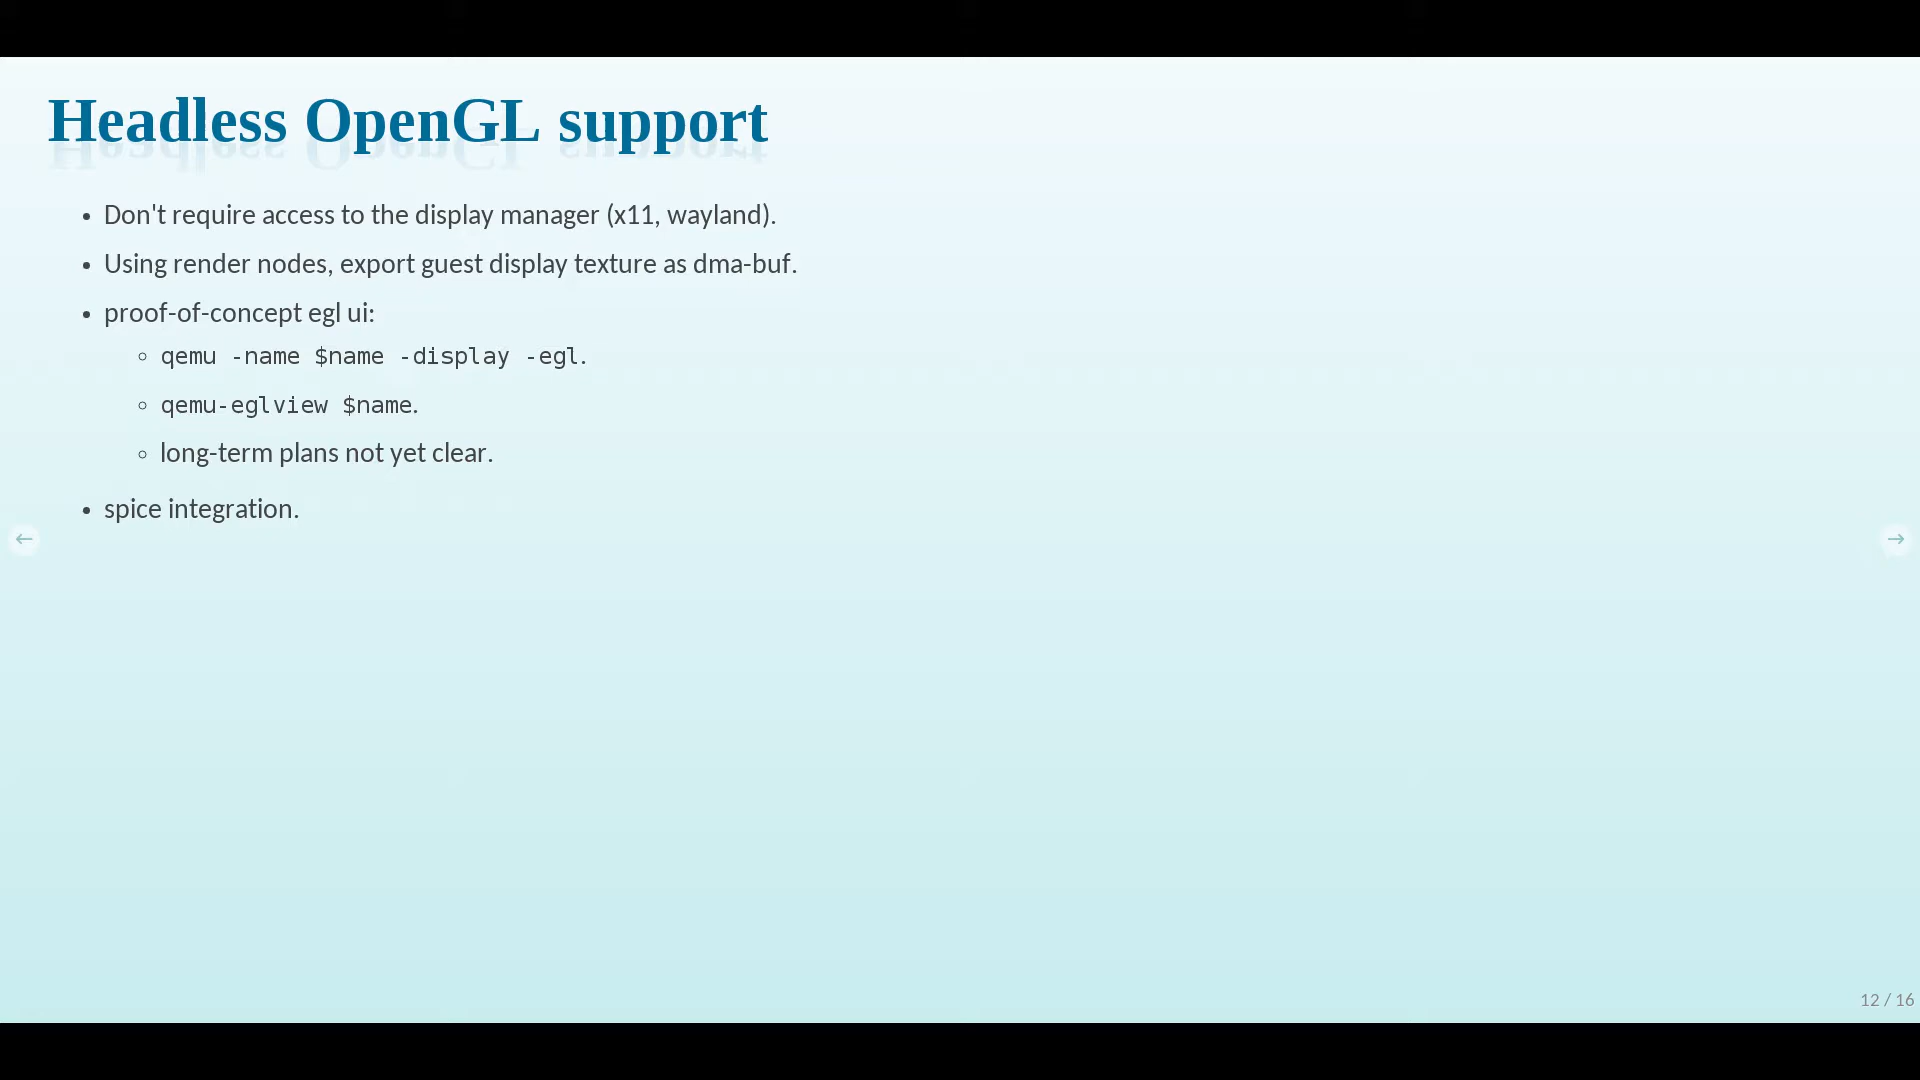 Headless OpenGL support
• Don't require access to the display manager (x11, wayland).
• Using render nodes, export guest display texture as dma-buf.
• proof-of-concept egl ui:
◦ qemu -name $name -display -egl.
◦ qemu-eglview $name.
◦ long-term plans not yet clear.
• spice integration.
← →
12 / 16